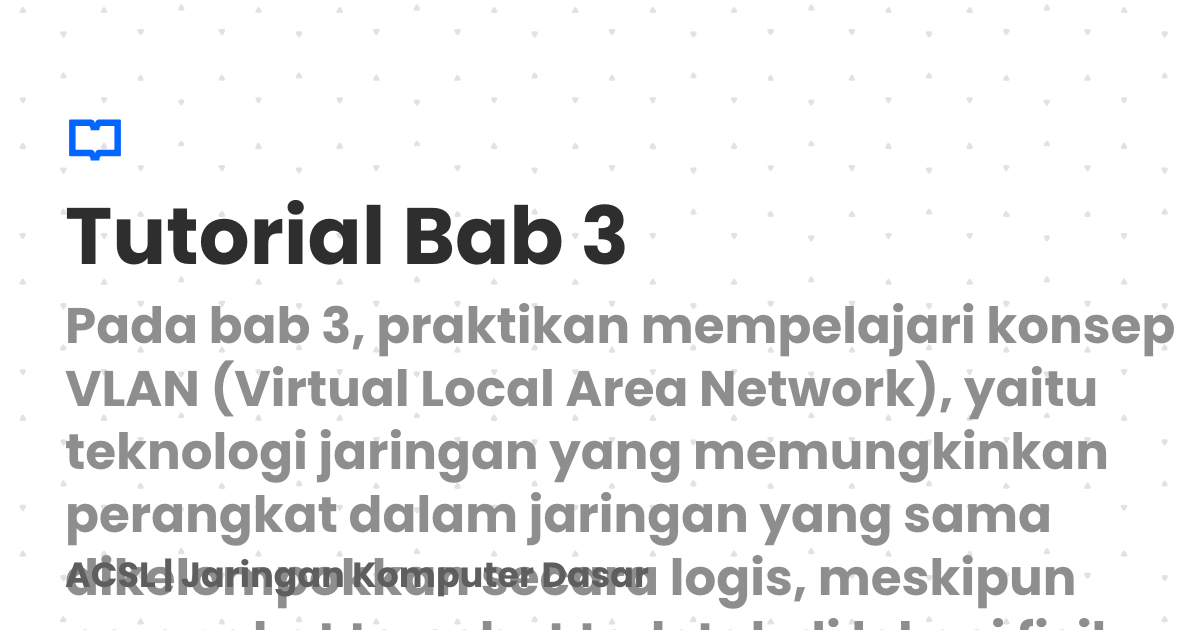 Tutorial Bab 3
Pada bab 3, praktikan mempelajari konsep
VLAN (Virtual Local Area Network), yaitu
teknologi jaringan yang memungkinkan
perangkat dalam jaringan yang sama
dikelompokkan secara logis, meskipun
ACSL | Jaringan Komputer Dasar